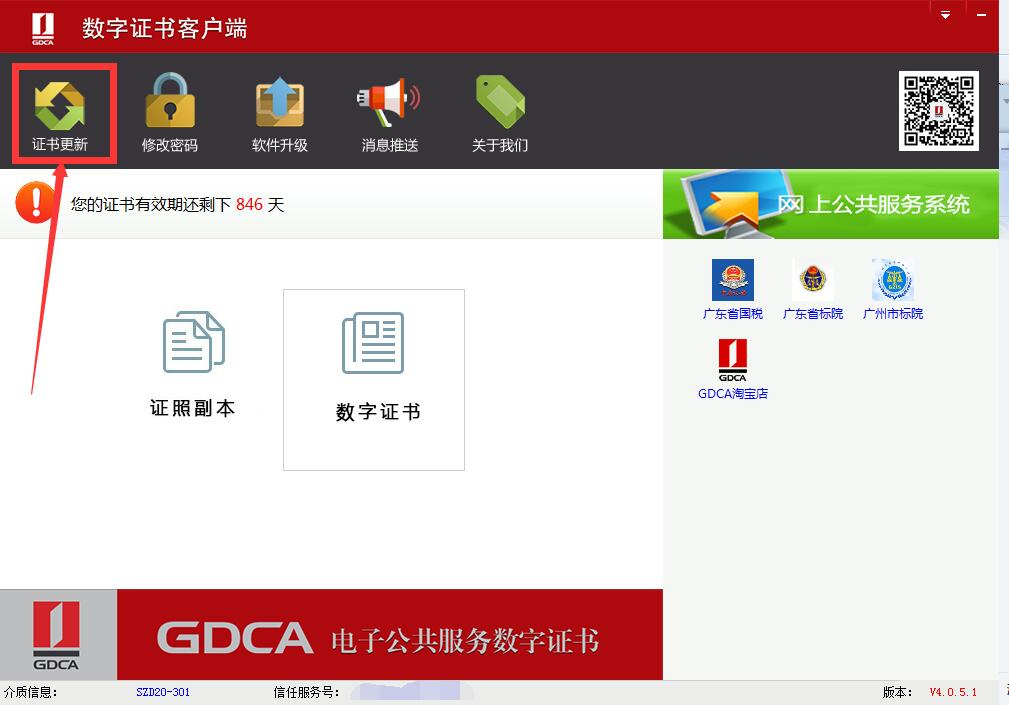 GDCA
数字证书客户端
证书更新
修改密码
软件升级
消息推送
关于我们
您的证书有效期还剩下 846 天
网上公共服务系统
广东省国税
广东省标院
广州市标院
GDCA
GDCA淘宝店
证照副本
数字证书
GDCA
GDCA 电子公共服务数字证书
介质信息： SZD20-301 信任服务号： 版本： V4.0.5.1